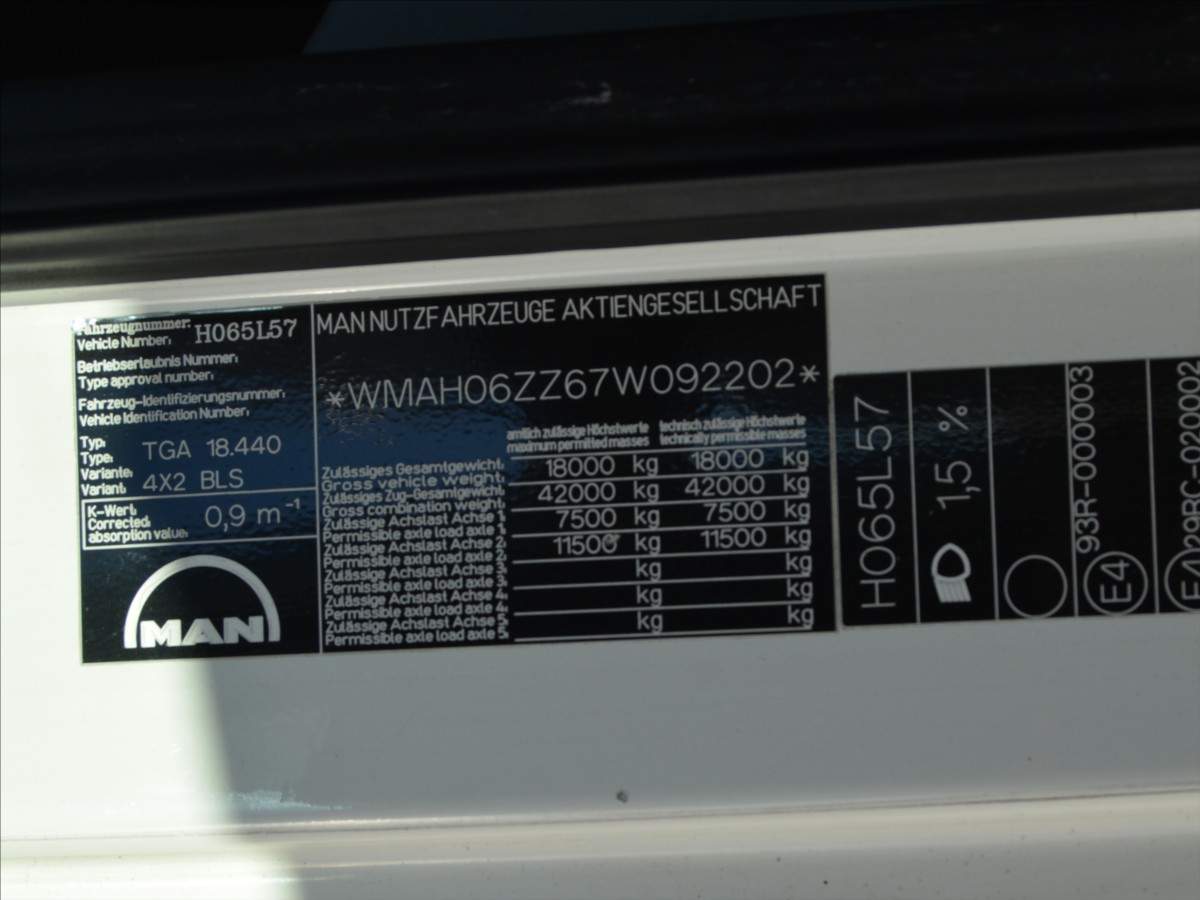 Fahrzeugnummer: H065L57
Vehicle Number:
Betriebserlaubnis Nummer:
Type approval number:
Fahrzeug-Identifizierungsnummer:
Vehicle Identification Number:
Typ: TGA 18.440
Type:
Variante: 4X2 BLS
Variant:
K-Wert: 0,9 m⁻¹
Corrected
absorption value:
MAN
MAN NUTZFAHRZEUGE AKTIENGESELLSCHAFT
*WMAH06ZZ67W092202*
amtlich zulässige Höchstwerte technisch zulässige Höchstwerte
maximum permitted masses technically permissible masses
Zulässiges Gesamtgewicht: 18000 kg 18000 kg
Gross vehicle weight:
Zulässiges Zug-Gesamtgewicht: 42000 kg 42000 kg
Gross combination weight:
Zulässige Achslast Achse 1: 7500 kg 7500 kg
Permissible axle load axle 1:
Zulässige Achslast Achse 2: 11500 kg 11500 kg
Permissible axle load axle 2:
Zulässige Achslast Achse 3: kg kg
Permissible axle load axle 3:
Zulässige Achslast Achse 4: kg kg
Permissible axle load axle 4:
Zulässige Achslast Achse 5: kg kg
Permissible axle load axle 5:
H065L57
1,5 %
E4 93R-000003
E4 29RC-020002